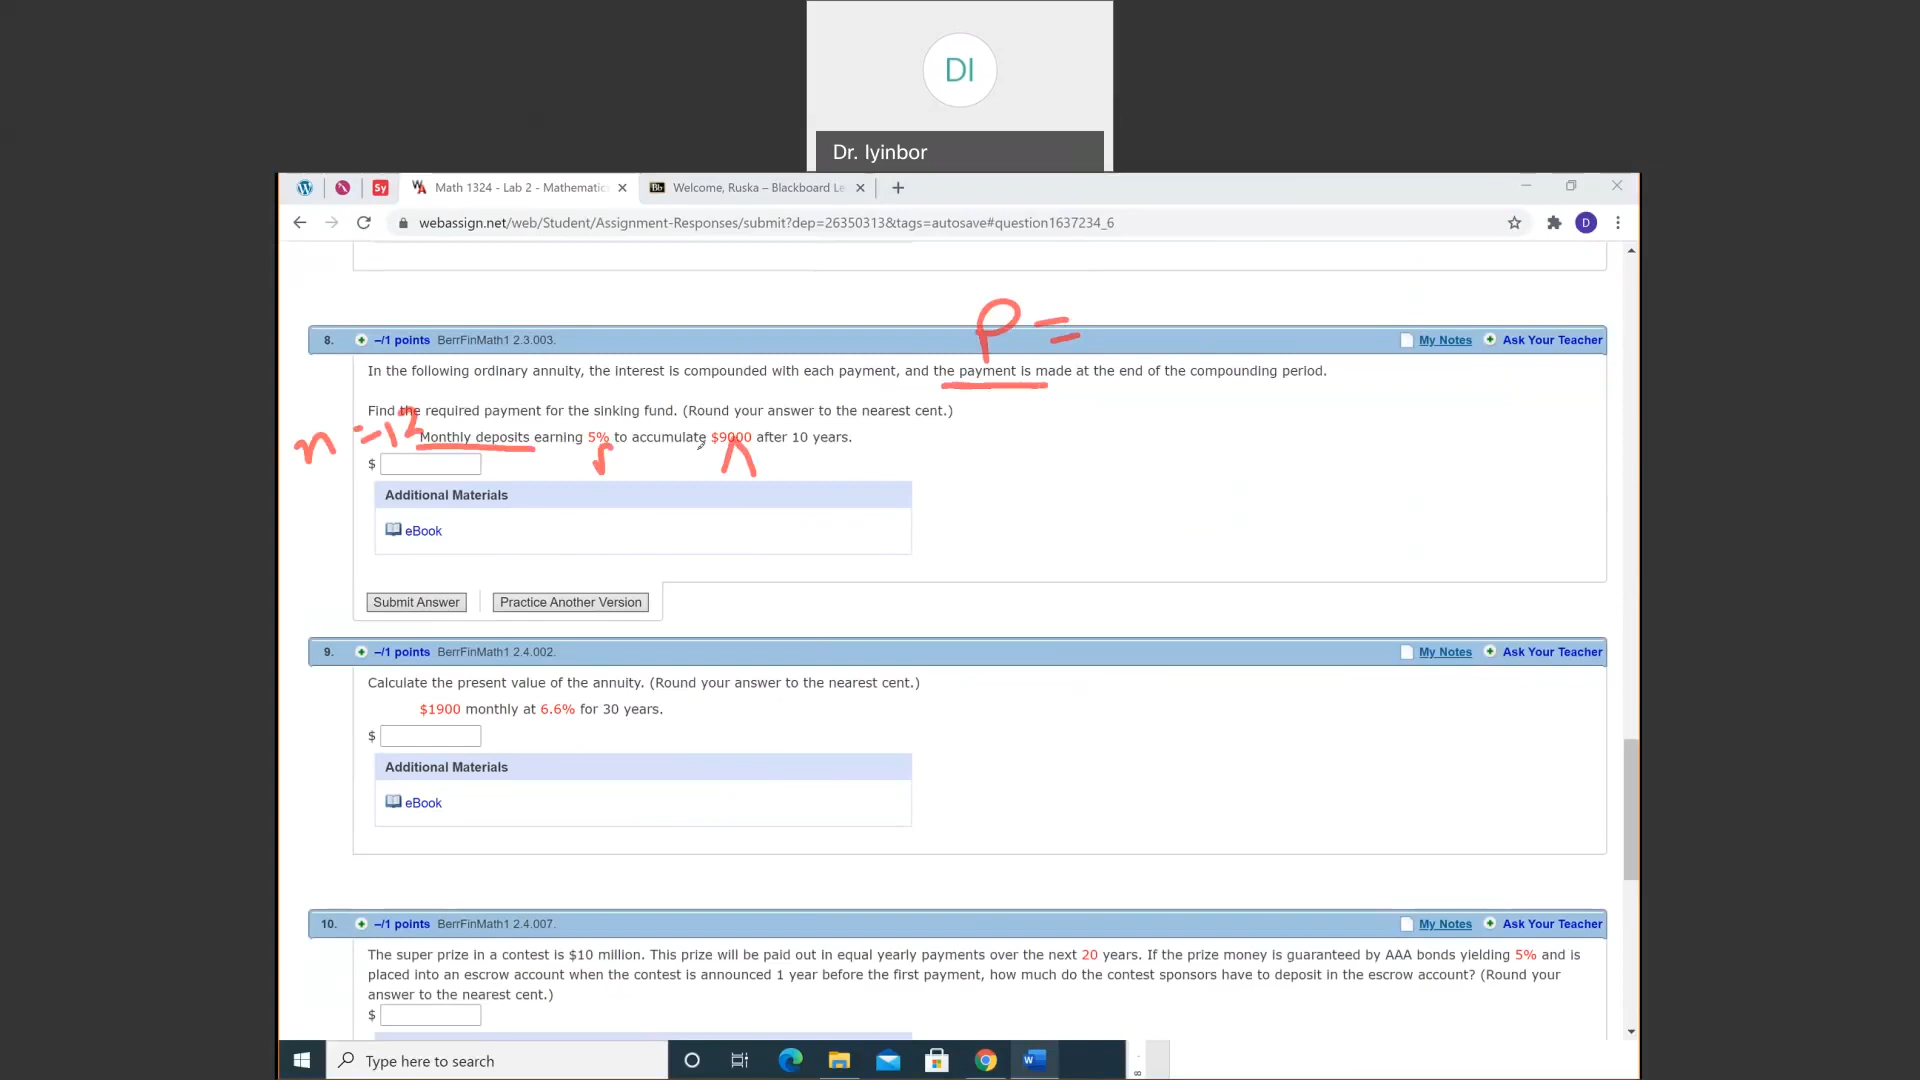 DI
Dr. Iyinbor
Sy
Math 1324 - Lab 2 - Mathematic
Bb
Welcome, Ruska – Blackboard Le
webassign.net/web/Student/Assignment-Responses/submit?dep=26350313&tags=autosave#question1637234_6
D
P =
8. –/1 points BerrFinMath1 2.3.003.
My Notes
Ask Your Teacher
In the following ordinary annuity, the interest is compounded with each payment, and the payment is made at the end of the compounding period.
Find the required payment for the sinking fund. (Round your answer to the nearest cent.)
n = 12
Monthly deposits earning 5% to accumulate $9000 after 10 years.
$
Additional Materials
eBook
Submit Answer
Practice Another Version
9. –/1 points BerrFinMath1 2.4.002.
My Notes
Ask Your Teacher
Calculate the present value of the annuity. (Round your answer to the nearest cent.)
$1900 monthly at 6.6% for 30 years.
$
Additional Materials
eBook
10. –/1 points BerrFinMath1 2.4.007.
My Notes
Ask Your Teacher
The super prize in a contest is $10 million. This prize will be paid out in equal yearly payments over the next 20 years. If the prize money is guaranteed by AAA bonds yielding 5% and is
placed into an escrow account when the contest is announced 1 year before the first payment, how much do the contest sponsors have to deposit in the escrow account? (Round your
answer to the nearest cent.)
$
Type here to search